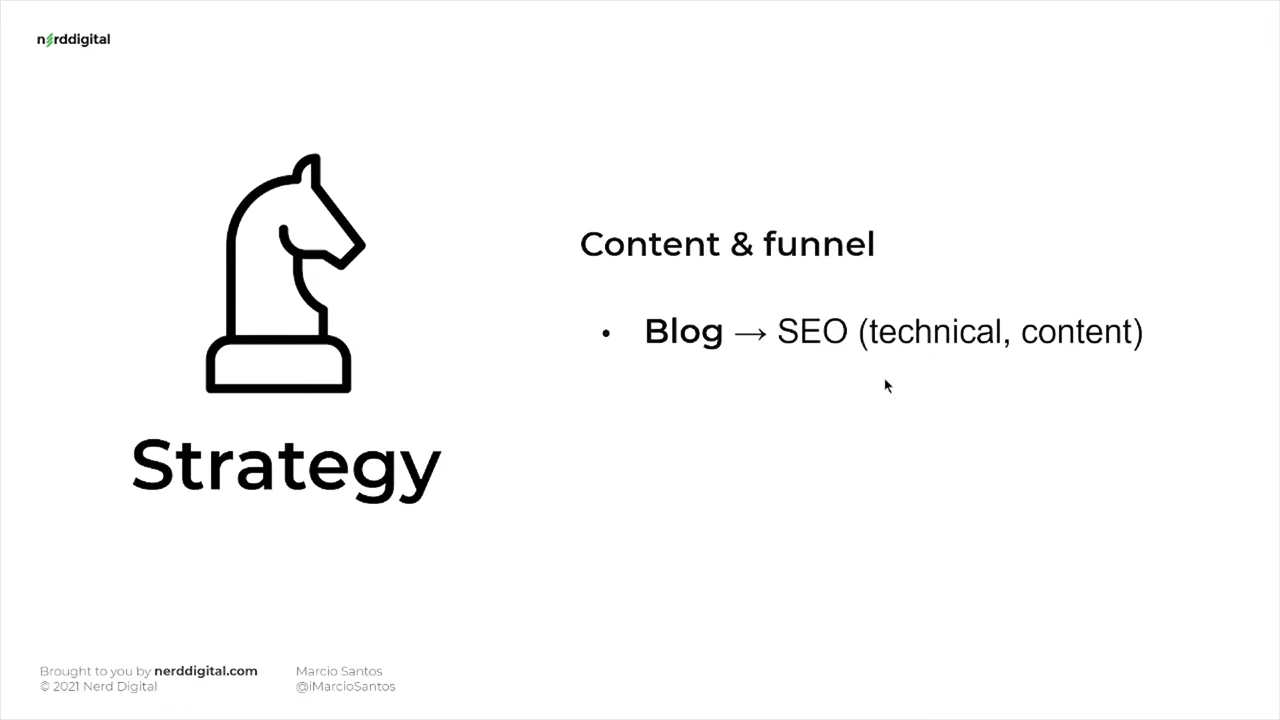 nerddigital
Content & funnel
• Blog → SEO (technical, content)
Strategy
Brought to you by nerddigital.com
© 2021 Nerd Digital
Marcio Santos
@iMarcioSantos